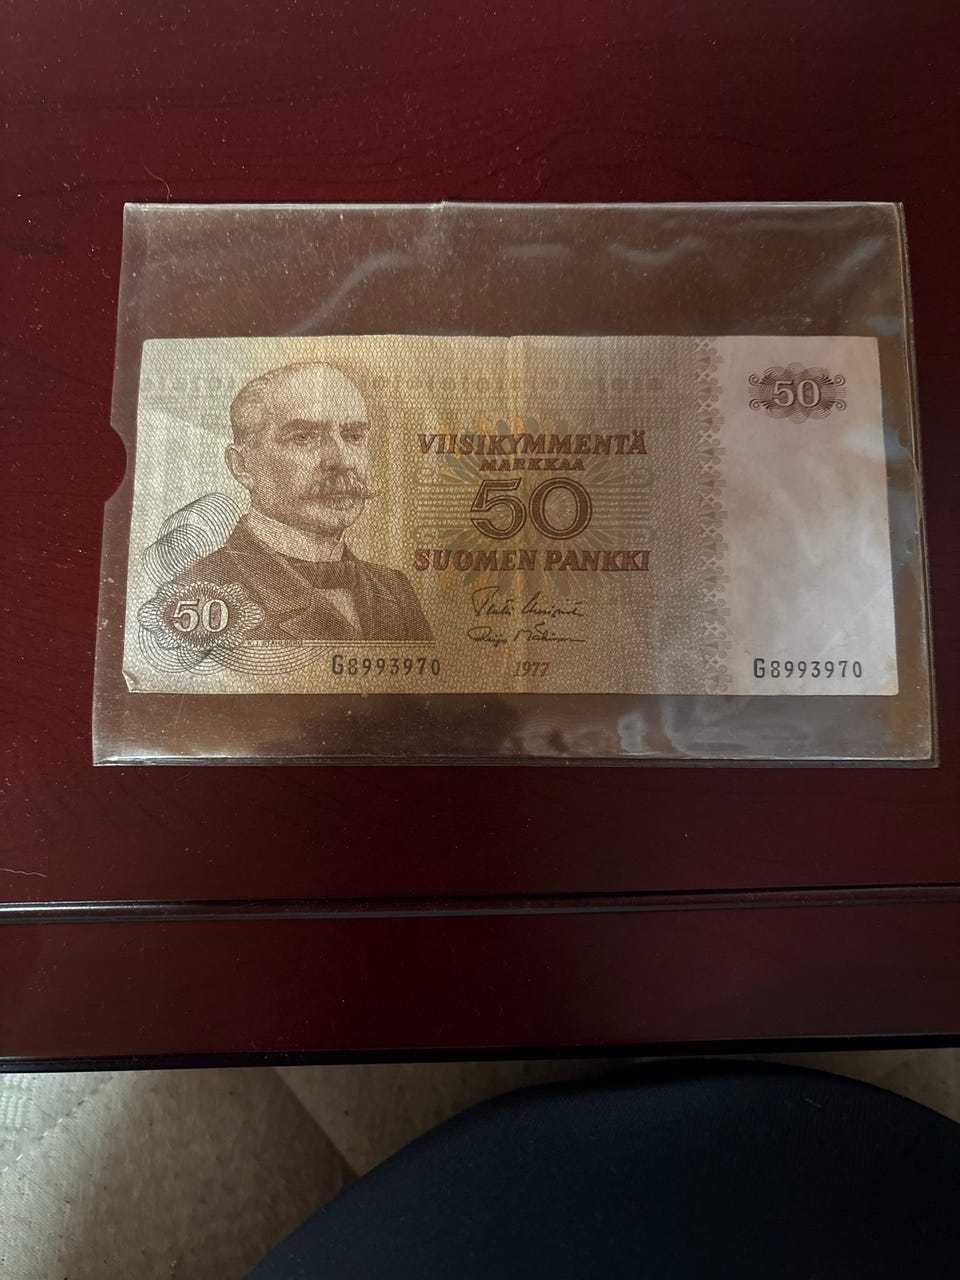 50
VIISIKYMMENTÄ
MARKKAA
50
SUOMEN PANKKI
50
G8993970
1977
G8993970